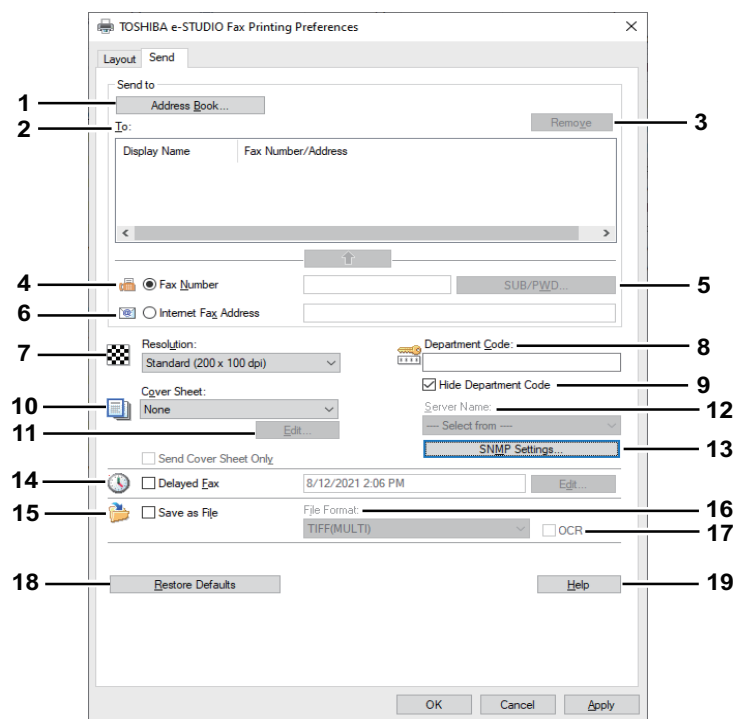 TOSHIBA e-STUDIO Fax Printing Preferences
Layout Send
Send to
1 Address Book...
2 To:
Remove 3
Display Name Fax Number/Address
4 Fax Number SUB/PWD... 5
6 Internet Fax Address
7 Resolution:
Standard (200 x 100 dpi)
Department Code: 8
Hide Department Code 9
10 Cover Sheet:
None
Server Name: 12
--- Select from ---
11 Edit...
SNMP Settings... 13
Send Cover Sheet Only
14 Delayed Fax 8/12/2021 2:06 PM Edit...
15 Save as File File Format: 16
TIFF(MULTI) OCR 17
18 Restore Defaults Help 19
OK Cancel Apply